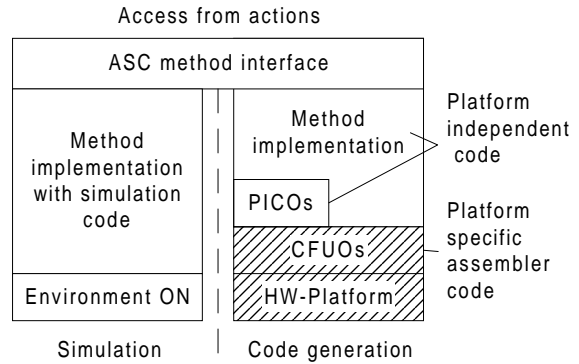 Access from actions
ASC method interface
Method
implementation
with simulation
code
Environment ON
Method
implementation
PICOs
CFUOs
HW-Platform
Platform
independent
code
Platform
specific
assembler
code
Simulation
Code generation